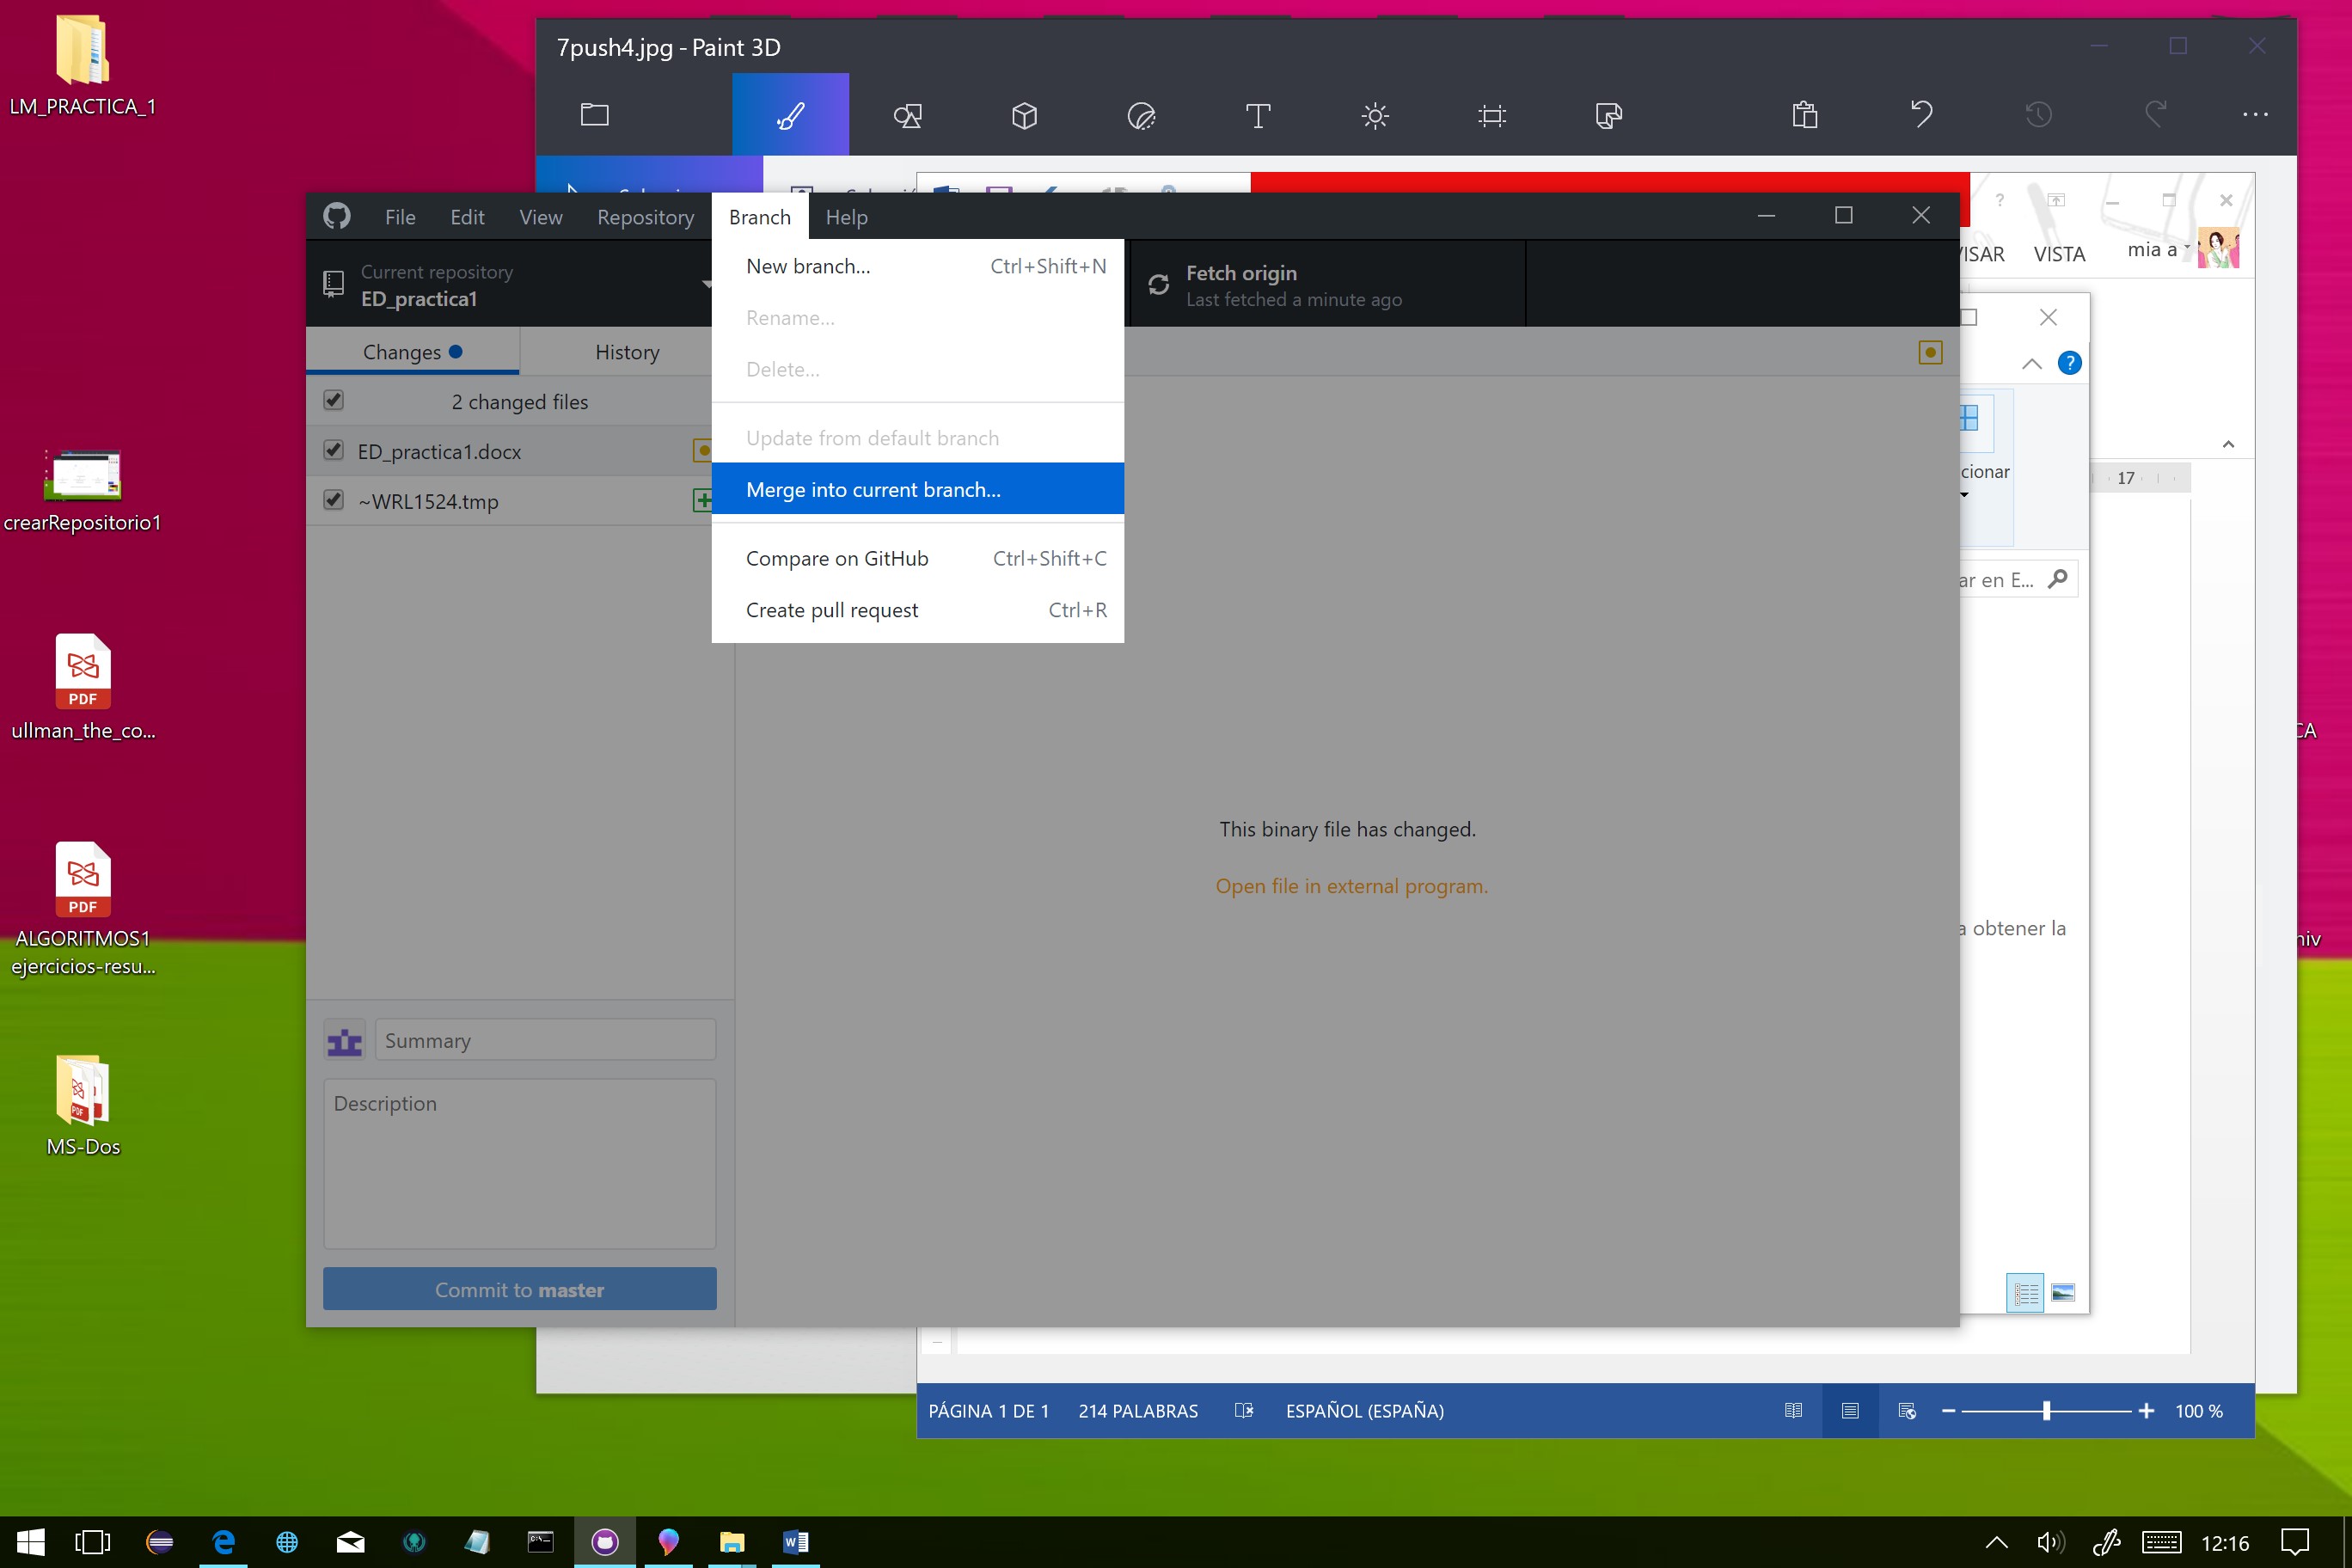 LM_PRACTICA_1
crearRepositorio1
ullman_the_co...
ALGORITMOS1
ejercicios-resu...
MS-Dos
7push4.jpg - Paint 3D
File Edit View Repository Branch Help
Current repository
ED_practica1
Fetch origin
Last fetched a minute ago
Changes History
2 changed files
ED_practica1.docx
~WRL1524.tmp
New branch... Ctrl+Shift+N
Rename...
Delete...
Update from default branch
Merge into current branch...
Compare on GitHub Ctrl+Shift+C
Create pull request Ctrl+R
This binary file has changed.
Open file in external program.
Summary
Description
Commit to master
VISTA mia a
17
en E...
obtener la
PÁGINA 1 DE 1 214 PALABRAS ESPAÑOL (ESPAÑA) 100 %
PDF
PDF
PDF
12:16